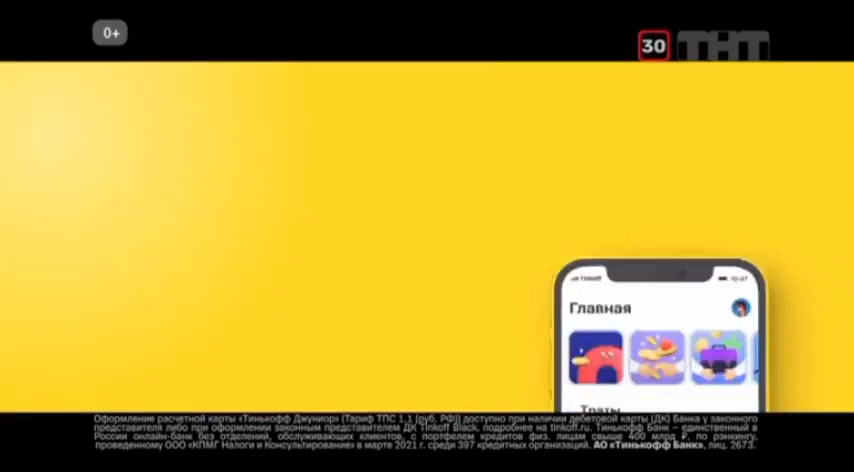 0+
30 ТНТ
TINKOFF
Главная
Траты
Оформление расчетной карты «Тинькофф Джуниор» (Тариф ТПС 1.1 (руб. РФ)) доступно при наличии дебетовой карты (ДК) Банка у законного
представителя либо при оформлении законным представителем ДК Tinkoff Black, подробнее на tinkoff.ru. Тинькофф Банк – единственный в
России онлайн-банк без отделений, обслуживающих клиентов, с портфелем кредитов физ. лицам свыше 400 млрд ₽, по рэнкингу,
проведенному ООО «КПМГ Налоги и Консультирование» в марте 2021 г. среди 397 кредитных организаций. АО «Тинькофф Банк», лиц. 2673.